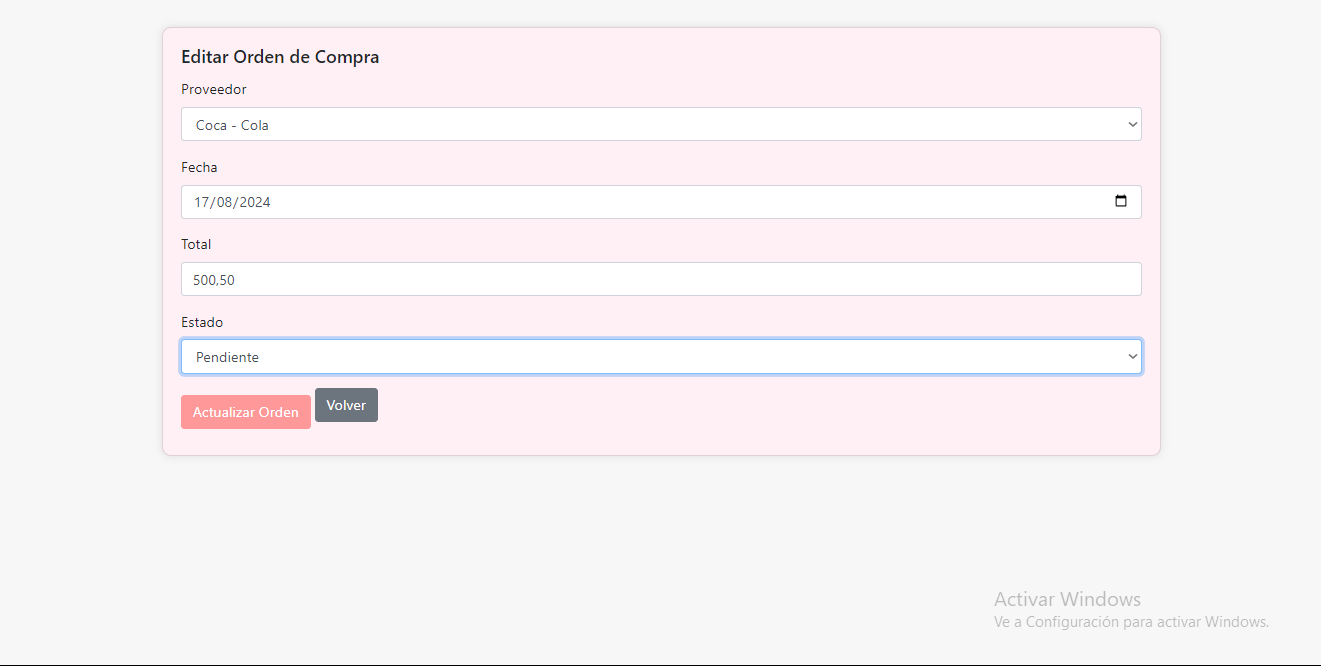 Editar Orden de Compra
Proveedor
Coca - Cola
Fecha
17/08/2024
Total
500,50
Estado
Pendiente
Actualizar Orden Volver
Activar Windows
Ve a Configuración para activar Windows.